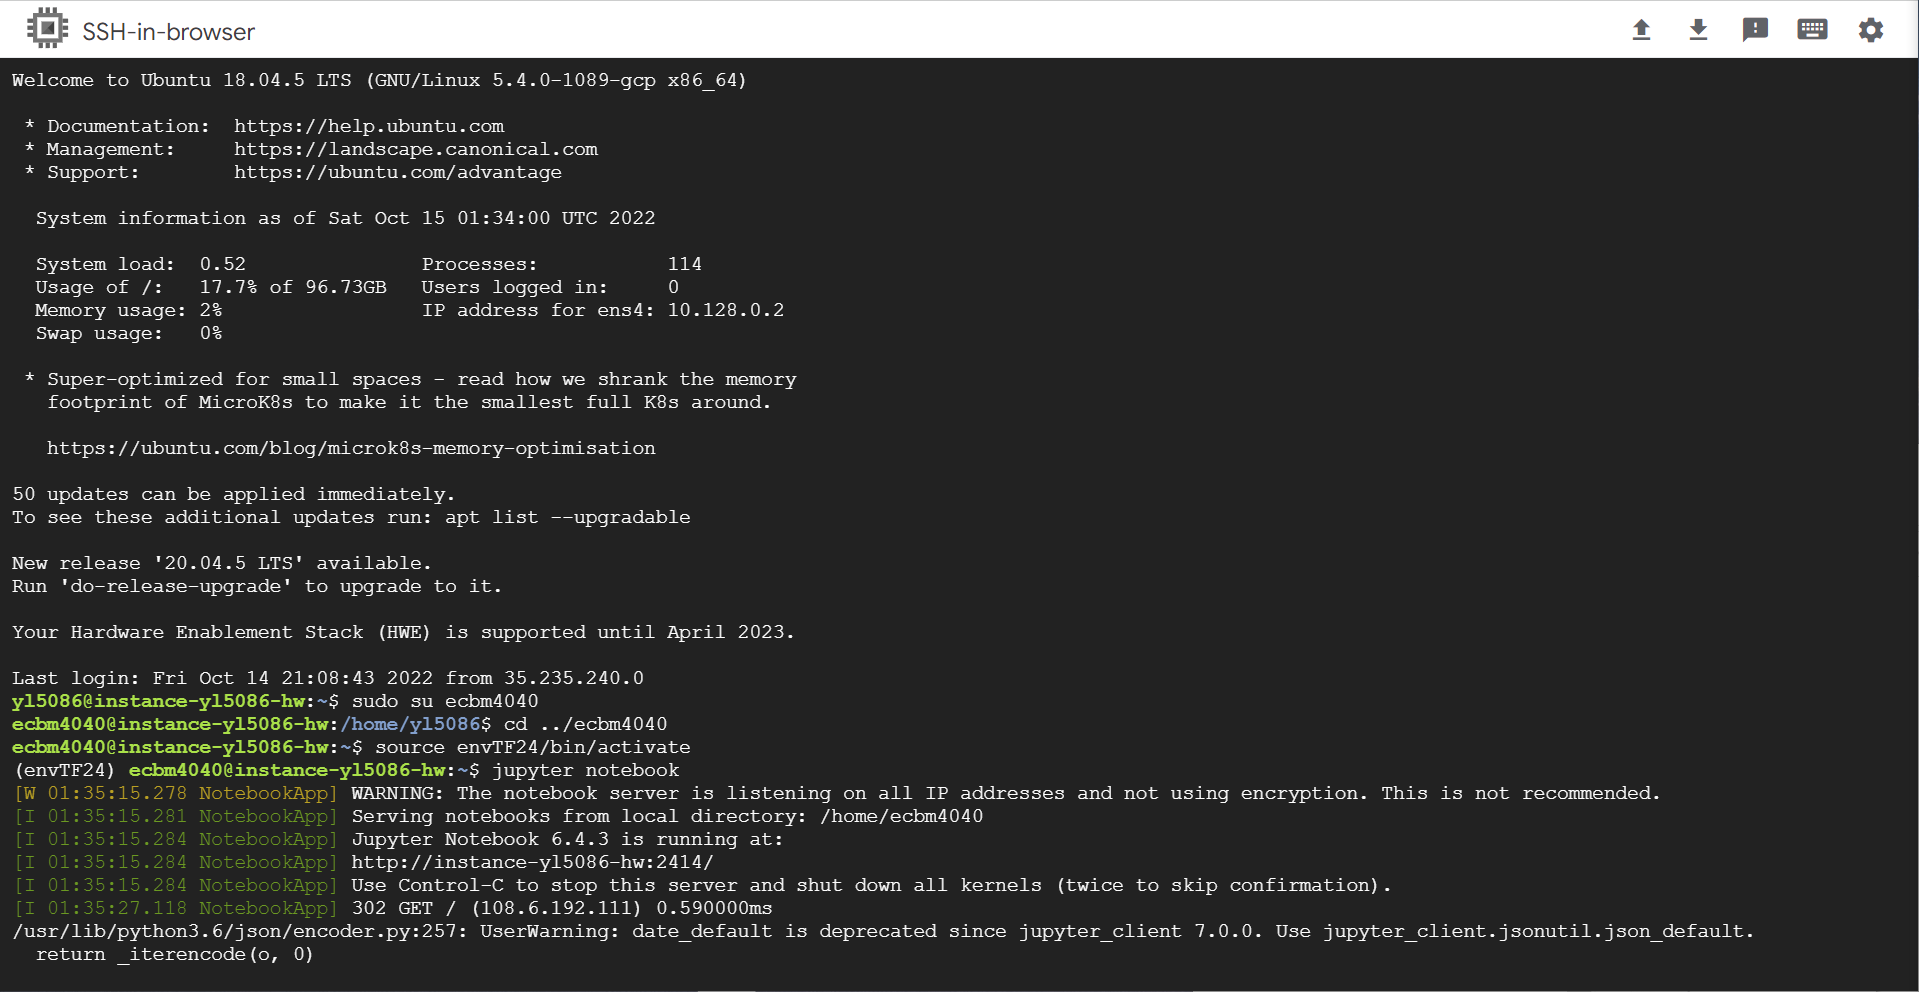 SSH-in-browser
Welcome to Ubuntu 18.04.5 LTS (GNU/Linux 5.4.0-1089-gcp x86_64)
* Documentation:  https://help.ubuntu.com
* Management:     https://landscape.canonical.com
* Support:        https://ubuntu.com/advantage
System information as of Sat Oct 15 01:34:00 UTC 2022
System load:  0.52               Processes:           114
Usage of /:   17.7% of 96.73GB   Users logged in:     0
Memory usage: 2%                 IP address for ens4: 10.128.0.2
Swap usage:   0%
* Super-optimized for small spaces - read how we shrank the memory
footprint of MicroK8s to make it the smallest full K8s around.
https://ubuntu.com/blog/microk8s-memory-optimisation
50 updates can be applied immediately.
To see these additional updates run: apt list --upgradable
New release '20.04.5 LTS' available.
Run 'do-release-upgrade' to upgrade to it.
Your Hardware Enablement Stack (HWE) is supported until April 2023.
Last login: Fri Oct 14 21:08:43 2022 from 35.235.240.0
yl5086@instance-yl5086-hw:~$ sudo su ecbm4040
ecbm4040@instance-yl5086-hw:/home/yl5086$ cd ../ecbm4040
ecbm4040@instance-yl5086-hw:~$ source envTF24/bin/activate
(envTF24) ecbm4040@instance-yl5086-hw:~$ jupyter notebook
[W 01:35:15.278 NotebookApp] WARNING: The notebook server is listening on all IP addresses and not using encryption. This is not recommended.
[I 01:35:15.281 NotebookApp] Serving notebooks from local directory: /home/ecbm4040
[I 01:35:15.284 NotebookApp] Jupyter Notebook 6.4.3 is running at:
[I 01:35:15.284 NotebookApp] http://instance-yl5086-hw:2414/
[I 01:35:15.284 NotebookApp] Use Control-C to stop this server and shut down all kernels (twice to skip confirmation).
[I 01:35:27.118 NotebookApp] 302 GET / (108.6.192.111) 0.590000ms
/usr/lib/python3.6/json/encoder.py:257: UserWarning: date_default is deprecated since jupyter_client 7.0.0. Use jupyter_client.jsonutil.json_default.
return _iterencode(o, 0)